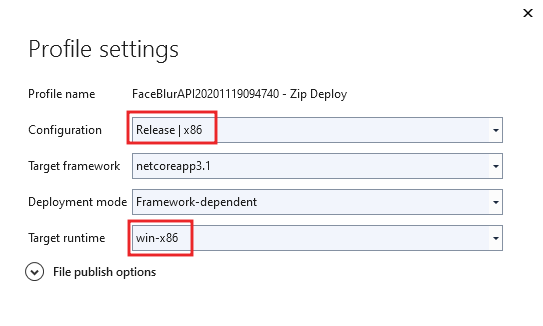 Profile settings
Profile name FaceBlurAPI20201119094740 - Zip Deploy
Configuration Release | x86
Target framework netcoreapp3.1
Deployment mode Framework-dependent
Target runtime win-x86
File publish options